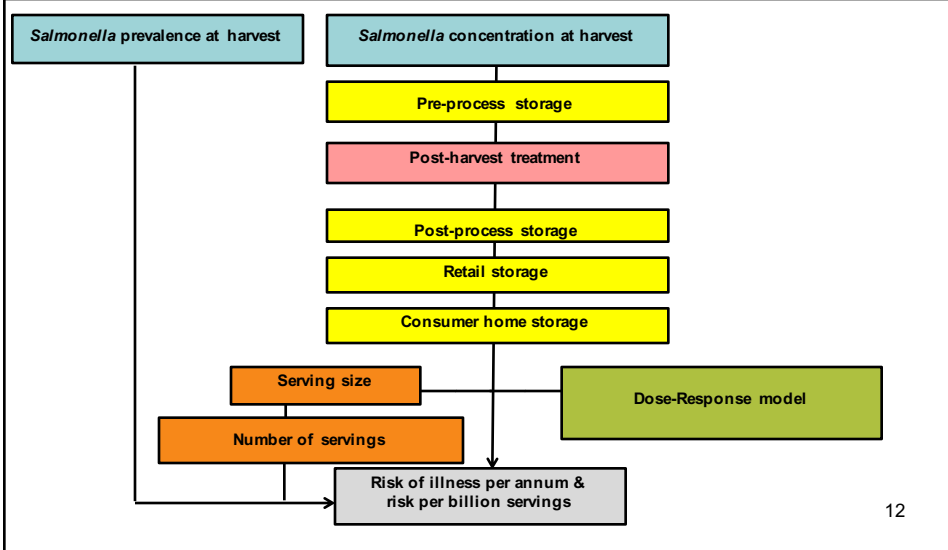 Salmonella prevalence at harvest
Salmonella concentration at harvest
Pre-process storage
Post-harvest treatment
Post-process storage
Retail storage
Consumer home storage
Serving size
Dose-Response model
Number of servings
Risk of illness per annum &
risk per billion servings
12